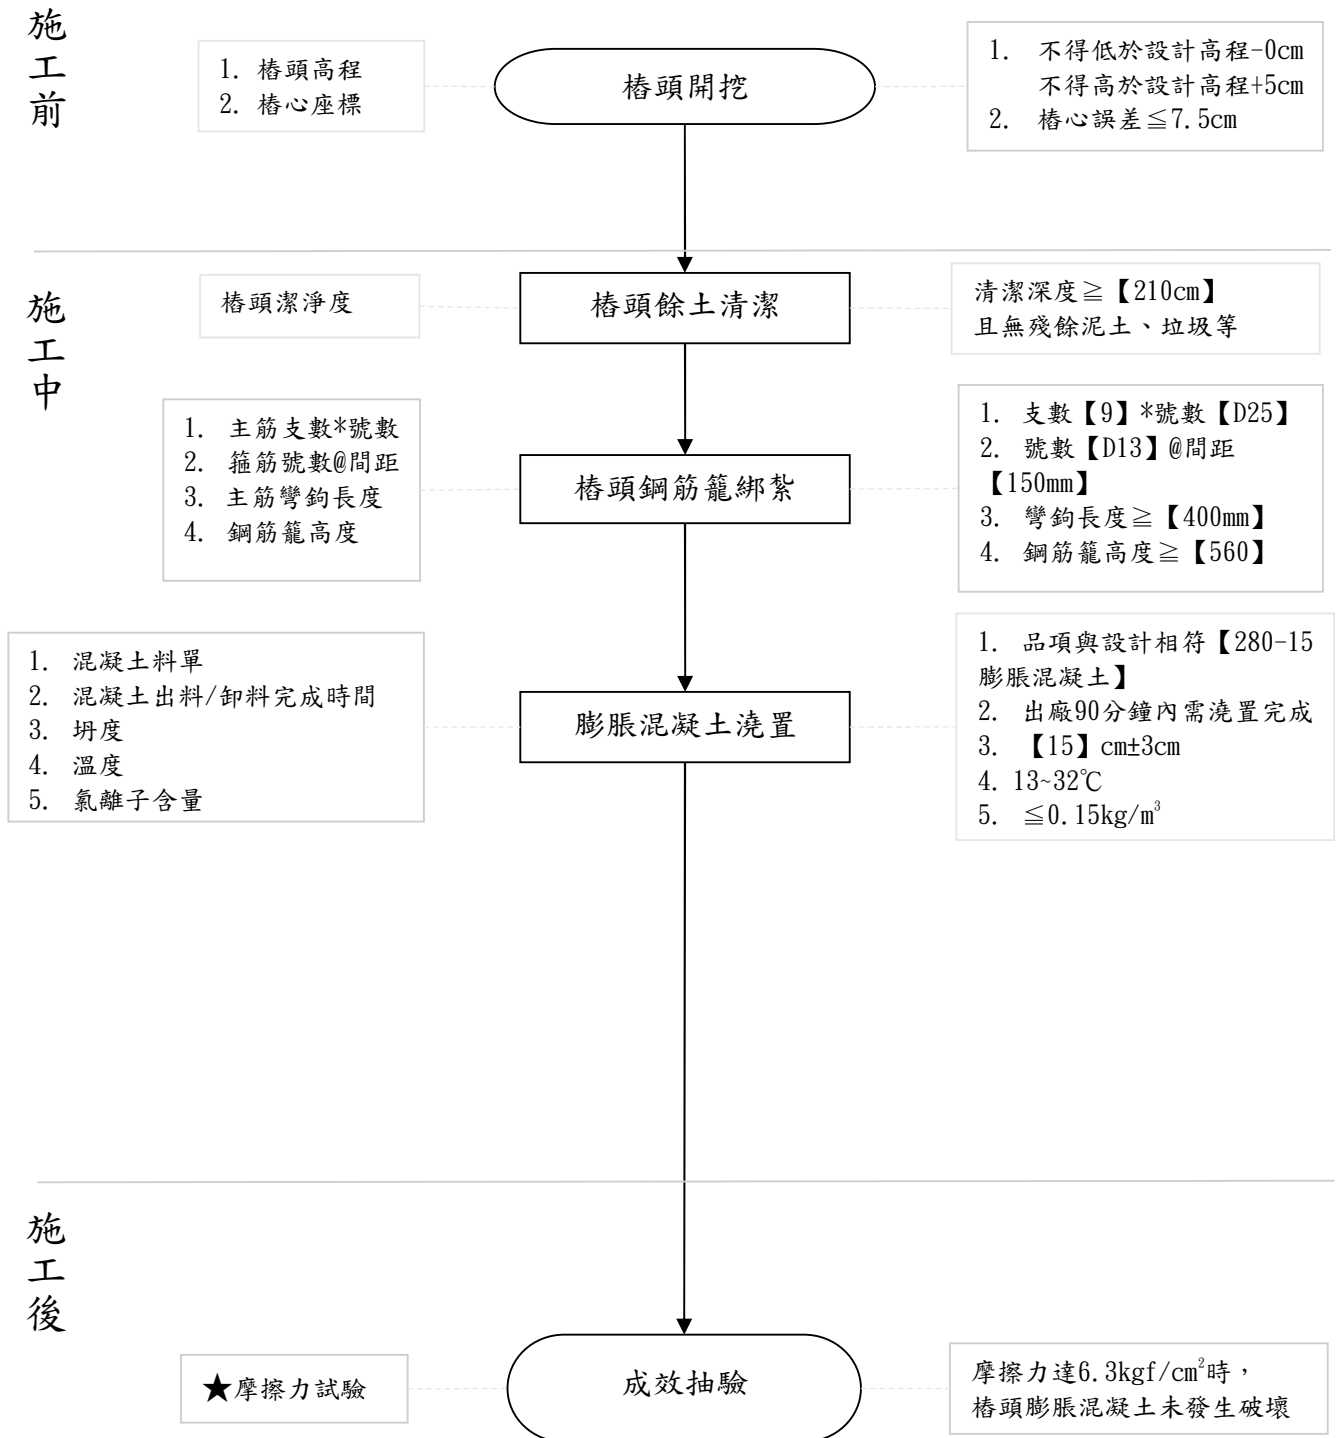 施工前
1. 樁頭高程
2. 樁心座標
樁頭開挖
1. 不得低於設計高程-0cm
不得高於設計高程+5cm
2. 樁心誤差≦7.5cm
施工中
樁頭潔淨度
樁頭餘土清潔
清潔深度≧【210cm】
且無殘餘泥土、垃圾等
1. 主筋支數*號數
2. 箍筋號數@間距
3. 主筋彎鉤長度
4. 鋼筋籠高度
樁頭鋼筋籠綁紮
1. 支數【9】*號數【D25】
2. 號數【D13】@間距
【150mm】
3. 彎鉤長度≧【400mm】
4. 鋼筋籠高度≧【560】
1. 混凝土料單
2. 混凝土出料/卸料完成時間
3. 坍度
4. 溫度
5. 氯離子含量
膨脹混凝土澆置
1. 品項與設計相符【280-15
膨脹混凝土】
2. 出廠90分鐘內需澆置完成
3. 【15】cm±3cm
4. 13~32℃
5. ≦0.15kg/m³
施工後
★摩擦力試驗
成效抽驗
摩擦力達6.3kgf/cm²時，
樁頭膨脹混凝土未發生破壞